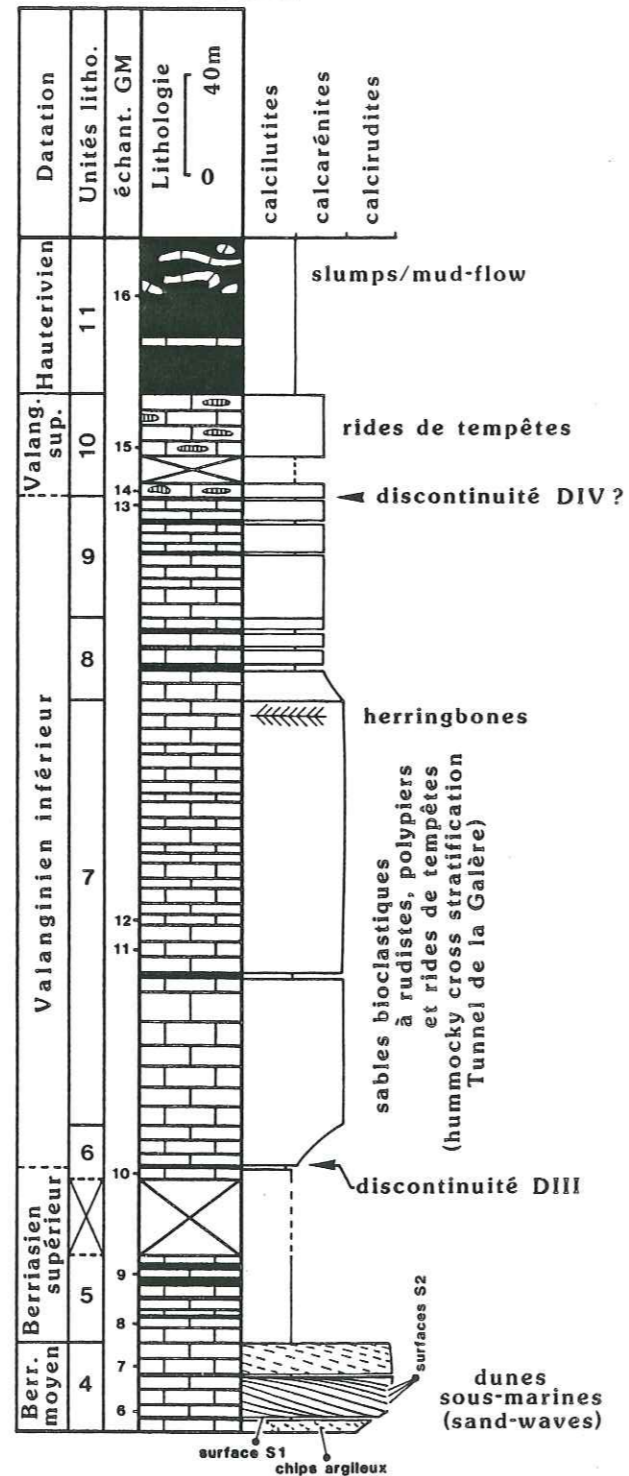 Datation
Unités litho.
échant. GM
Lithologie
40m
0
calcilutites
calcarénites
calcirudites
Hauterivien
11
16
slumps/mud-flow
Valang.
sup.
10
15
rides de tempêtes
14
discontinuité DIV ?
13
Valanginien inférieur
9
8
7
herringbones
sables bioclastiques
à rudistes, polypiers
et rides de tempêtes
(hummocky cross stratification
Tunnel de la Galère)
12
11
6
10
discontinuité DIII
Berriasien
supérieur
5
9
8
Berr.
moyen
4
7
6
surfaces S2
dunes
sous-marines
(sand-waves)
surface S1
chips argileux